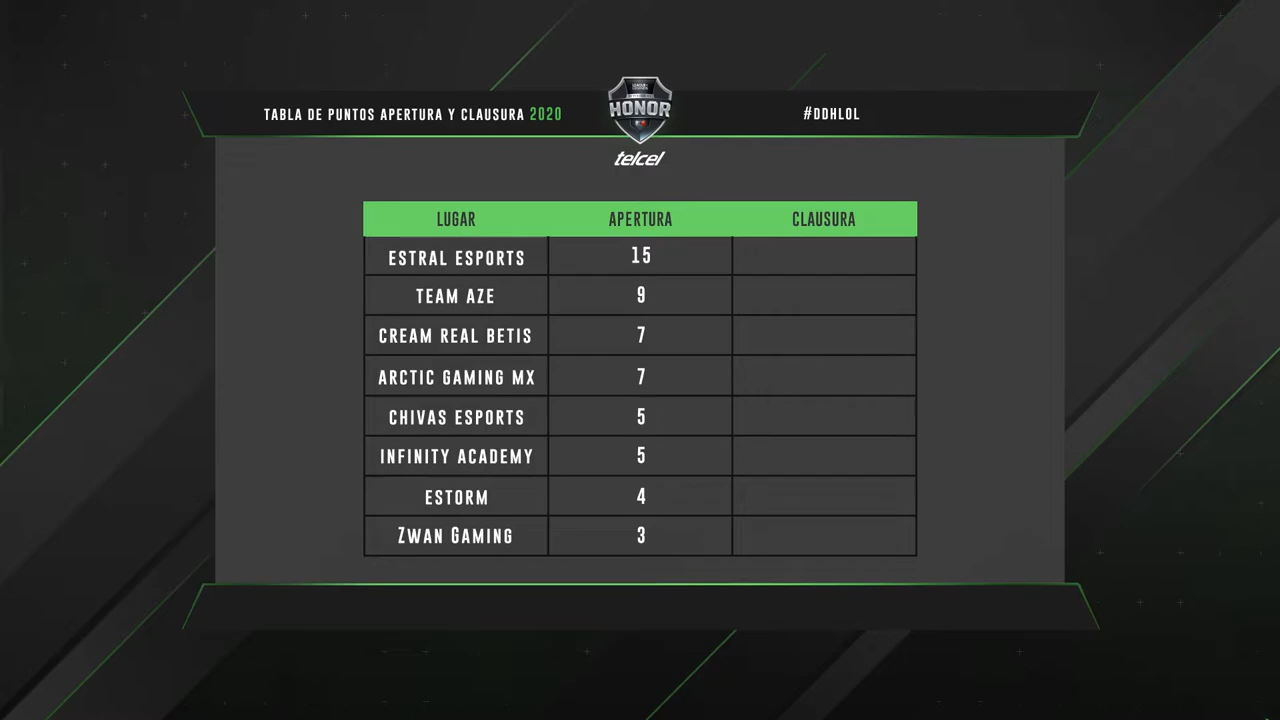 TABLA DE PUNTOS APERTURA Y CLAUSURA 2020
HONOR
#DDHLOL
telcel
LUGAR APERTURA CLAUSURA
ESTRAL ESPORTS 15
TEAM AZE 9
CREAM REAL BETIS 7
ARCTIC GAMING MX 7
CHIVAS ESPORTS 5
INFINITY ACADEMY 5
ESTORM 4
ZWAN GAMING 3